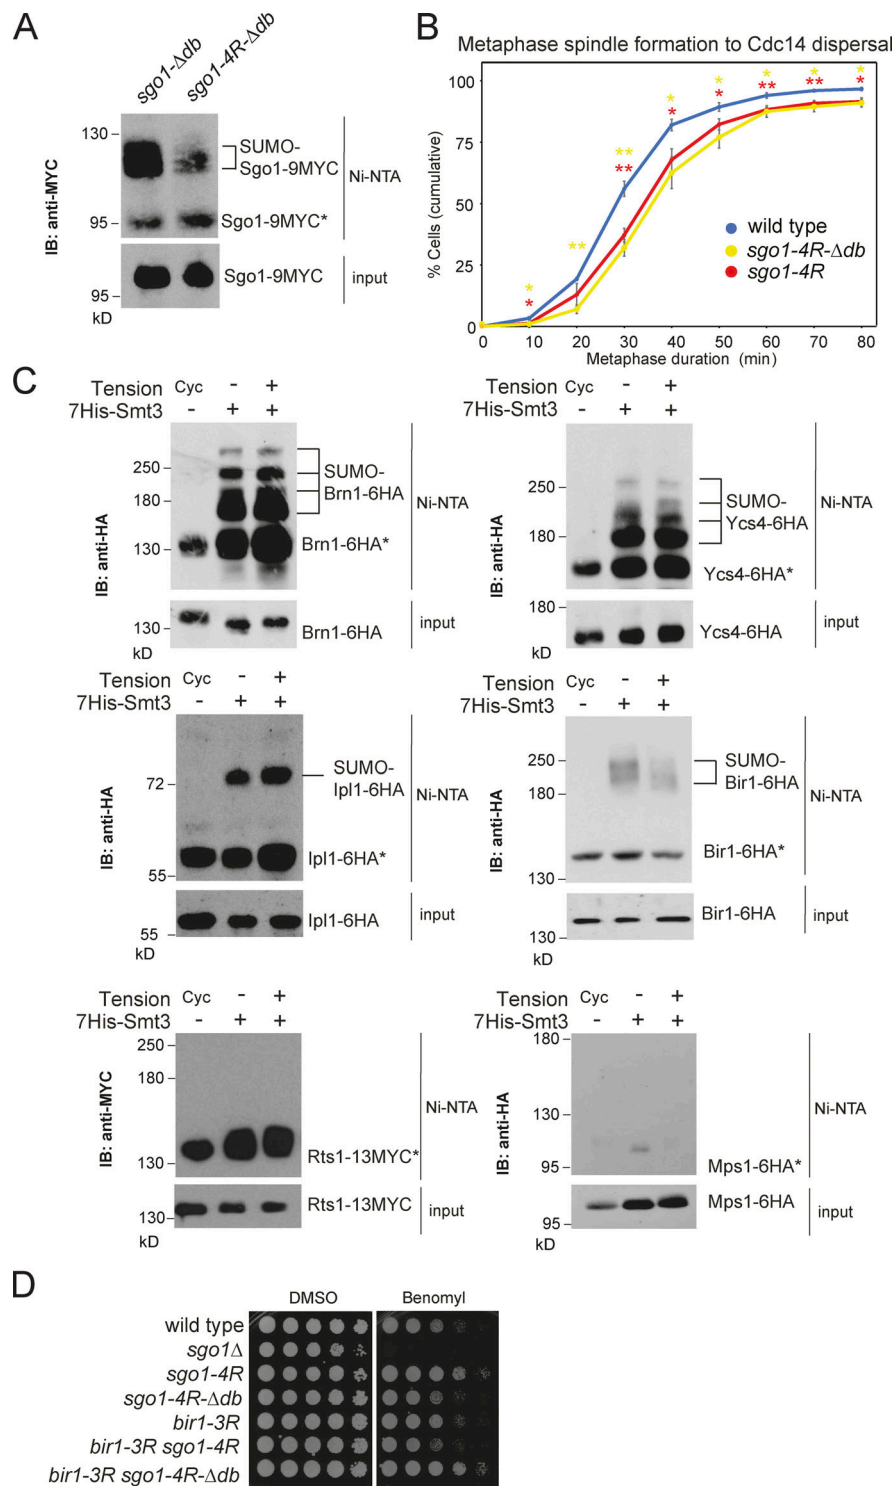 A
sgo1-Δdb
sgo1-4R-Δdb
IB: anti-MYC
130
95
SUMO-
Sgo1-9MYC
Sgo1-9MYC*
Ni-NTA
95
kD
Sgo1-9MYC
input
B
Metaphase spindle formation to Cdc14 dispersal
% Cells (cumulative)
100
75
50
25
0
* * ** ** * * * * *
* ** * * ** ** *
wild type
sgo1-4R-Δdb
sgo1-4R
0 10 20 30 40 50 60 70 80
Metaphase duration (min)
C
Tension Cyc - +
7His-Smt3 - + +
IB: anti-HA
250
180
130
SUMO-
Brn1-6HA
Brn1-6HA*
Ni-NTA
130
kD
Brn1-6HA
input
Tension Cyc - +
7His-Smt3 - + +
IB: anti-HA
250
180
SUMO-
Ycs4-6HA
Ycs4-6HA*
Ni-NTA
180
kD
Ycs4-6HA
input
Tension Cyc - +
7His-Smt3 - + +
IB: anti-HA
72
55
SUMO-
Ipl1-6HA
Ipl1-6HA*
Ni-NTA
55
kD
Ipl1-6HA
input
Tension Cyc - +
7His-Smt3 - + +
IB: anti-HA
250
180
130
SUMO-
Bir1-6HA
Bir1-6HA*
Ni-NTA
130
kD
Bir1-6HA
input
Tension Cyc - +
7His-Smt3 - + +
IB: anti-MYC
250
180
130
Rts1-13MYC*
Ni-NTA
130
kD
Rts1-13MYC
input
Tension Cyc - +
7His-Smt3 - + +
IB: anti-HA
180
130
95
Mps1-6HA*
Ni-NTA
95
kD
Mps1-6HA
input
D
DMSO Benomyl
wild type
sgo1Δ
sgo1-4R
sgo1-4R-Δdb
bir1-3R
bir1-3R sgo1-4R
bir1-3R sgo1-4R-Δdb